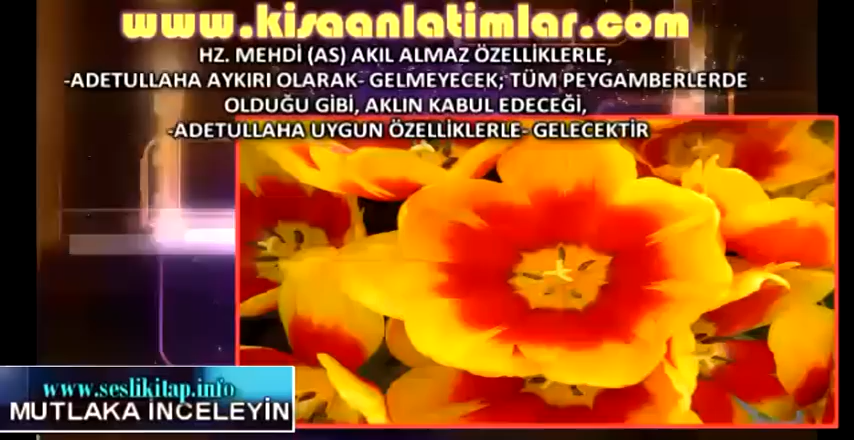 www.kisaanlatimlar.com
HZ. MEHDİ (AS) AKIL ALMAZ ÖZELLİKLERLE,
-ADETULLAHA AYKIRI OLARAK- GELMEYECEK; TÜM PEYGAMBERLERDE
OLDUĞU GİBİ, AKLIN KABUL EDECEĞİ,
-ADETULLAHA UYGUN ÖZELLİKLERLE- GELECEKTİR
www.seslikitap.info
MUTLAKA İNCELEYİN